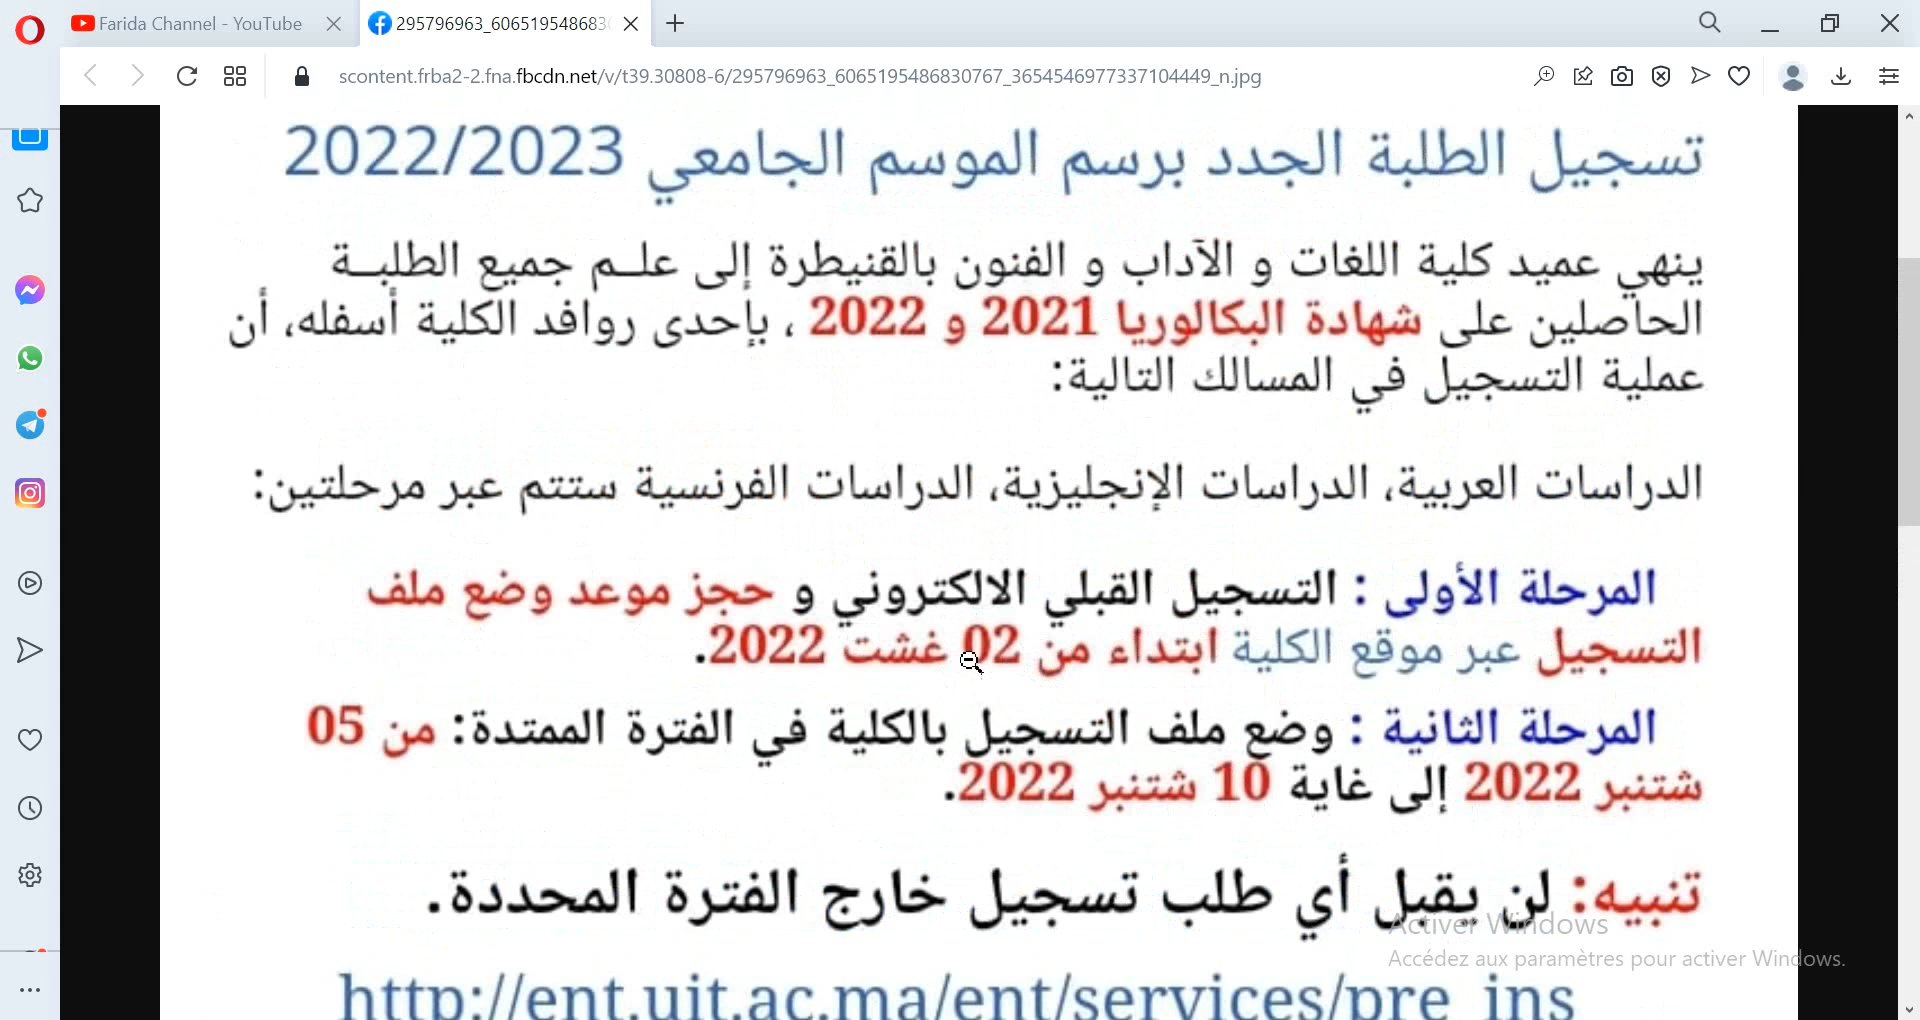 Farida Channel - YouTube
295796963_606519548683
scontent.frba2-2.fna.fbcdn.net/v/t39.30808-6/295796963_6065195486830767_3654546977337104449_n.jpg
تسجيل الطلبة الجدد برسم الموسم الجامعي 2022/2023
ينهي عميد كلية اللغات و الآداب و الفنون بالقنيطرة إلى علـم جميع الطلبـة
الحاصلين على شهادة البكالوريا 2021 و 2022 ، بإحدى روافد الكلية أسفله، أن
عملية التسجيل في المسالك التالية:
الدراسات العربية، الدراسات الإنجليزية، الدراسات الفرنسية ستتم عبر مرحلتين:
المرحلة الأولى : التسجيل القبلي الالكتروني و حجز موعد وضع ملف
التسجيل عبر موقع الكلية ابتداء من 02 غشت 2022.
المرحلة الثانية : وضع ملف التسجيل بالكلية في الفترة الممتدة: من 05
شتنبر 2022 إلى غاية 10 شتنبر 2022.
تنبيه: لن يقبل أي طلب تسجيل خارج الفترة المحددة.
Activer Windows
Accédez aux paramètres pour activer Windows.
http://ent.uit.ac.ma/ent/services/pre_ins